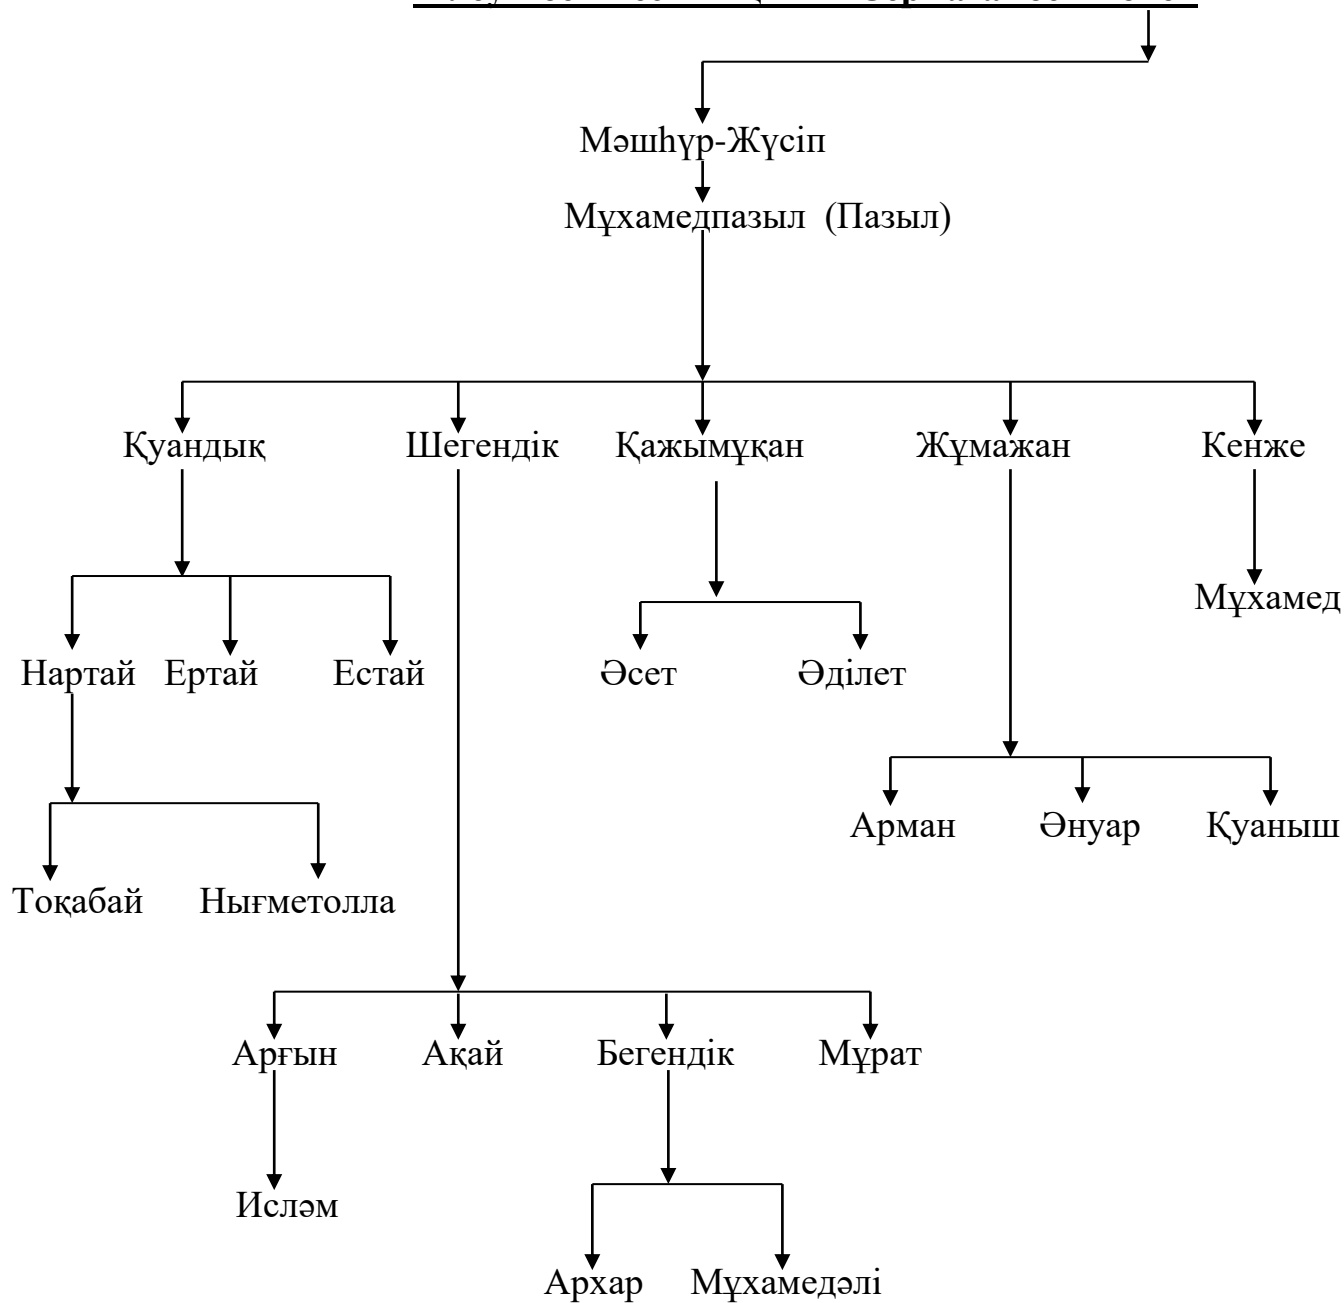 Мәшһүр-Жүсіп
Мұхамедпазыл (Пазыл)
Қуандық Шегендік Қажымұқан Жұмажан Кенже
Мұхамед
Нартай Ертай Естай Әсет Әділет
Арман Әнуар Қуаныш
Тоқабай Нығметолла
Арғын Ақай Бегендік Мұрат
Ислəм
Архар Мұхамедәлі